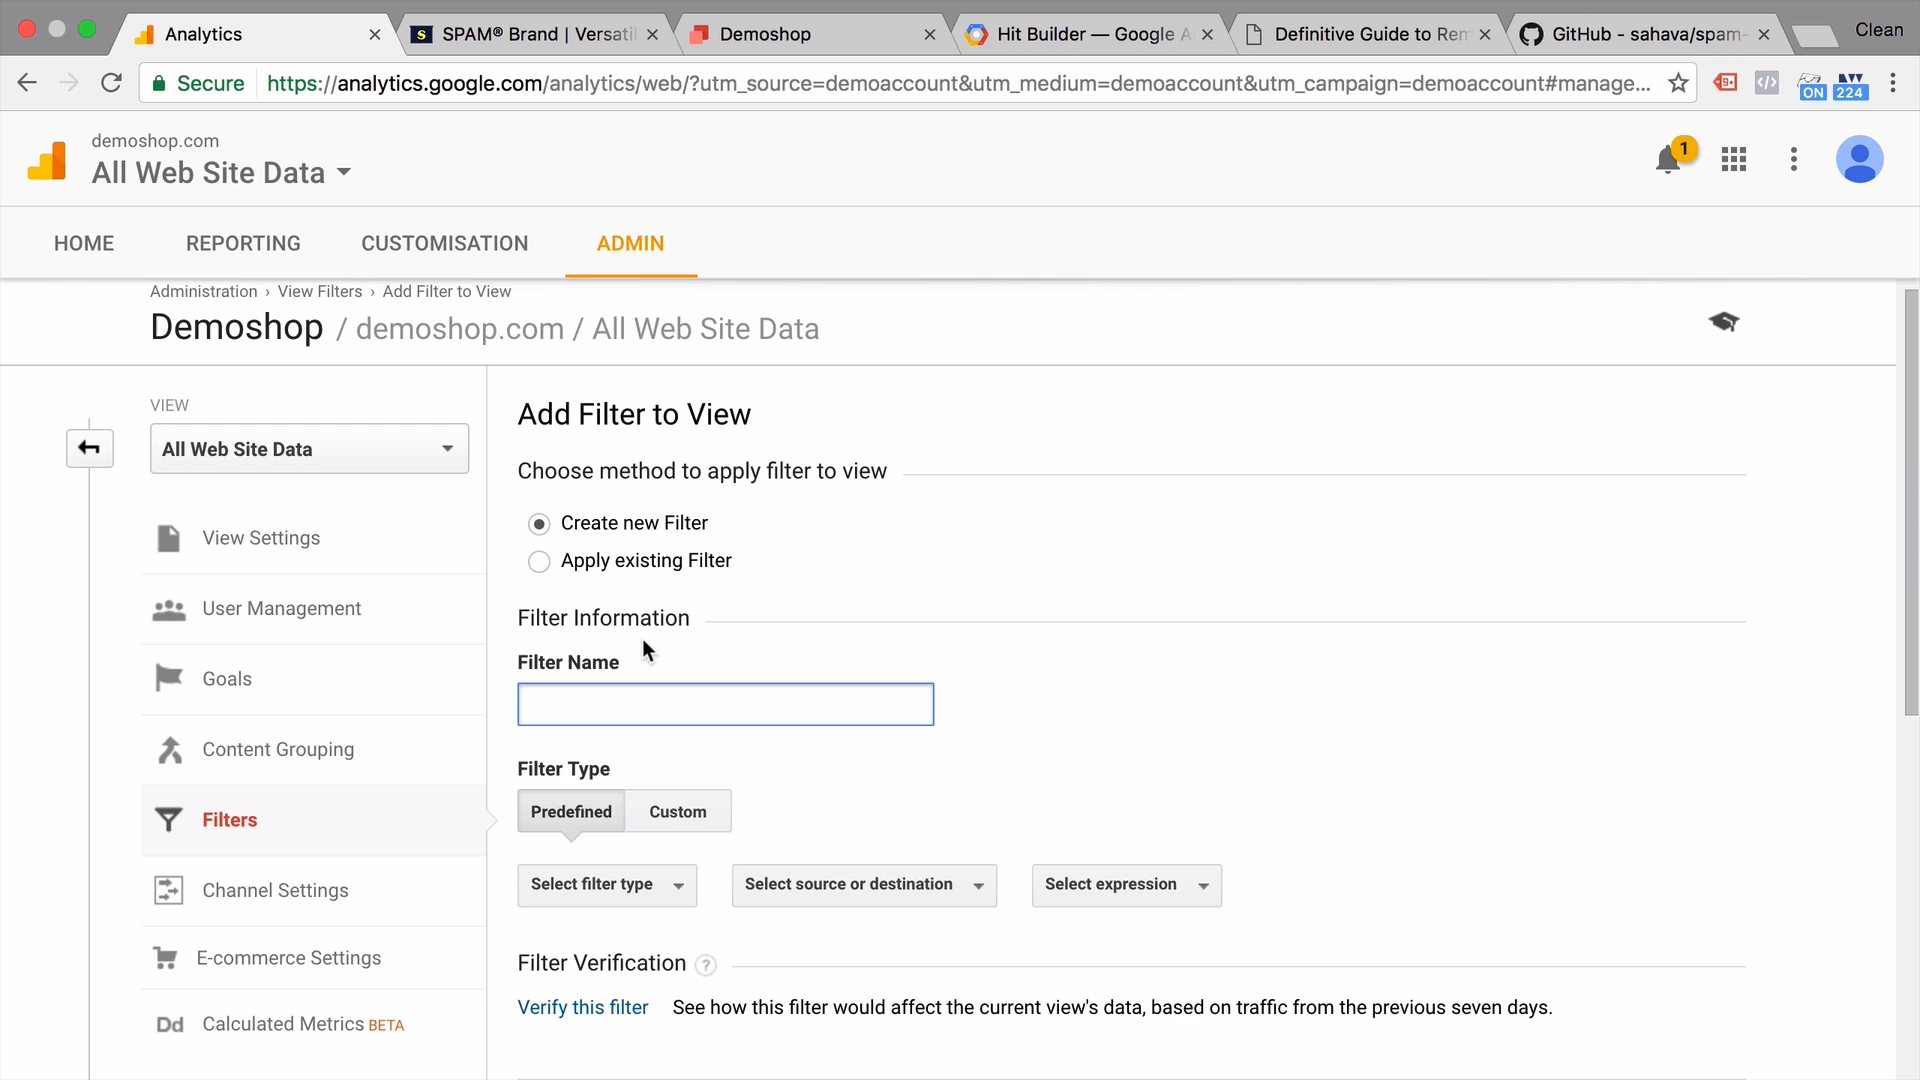 Analytics
SPAM® Brand | Versatil
Demoshop
Hit Builder — Google A
Definitive Guide to Rem
GitHub - sahava/spam-
Clean
Secure
https://analytics.google.com/analytics/web/?utm_source=demoaccount&utm_medium=demoaccount&utm_campaign=demoaccount#manage...
ON
224
demoshop.com
All Web Site Data
1
HOME
REPORTING
CUSTOMISATION
ADMIN
Administration › View Filters › Add Filter to View
Demoshop / demoshop.com / All Web Site Data
VIEW
All Web Site Data
View Settings
User Management
Goals
Content Grouping
Filters
Channel Settings
E-commerce Settings
Dd Calculated Metrics BETA
Add Filter to View
Choose method to apply filter to view
Create new Filter
Apply existing Filter
Filter Information
Filter Name
Filter Type
Predefined
Custom
Select filter type
Select source or destination
Select expression
Filter Verification ?
Verify this filter See how this filter would affect the current view's data, based on traffic from the previous seven days.